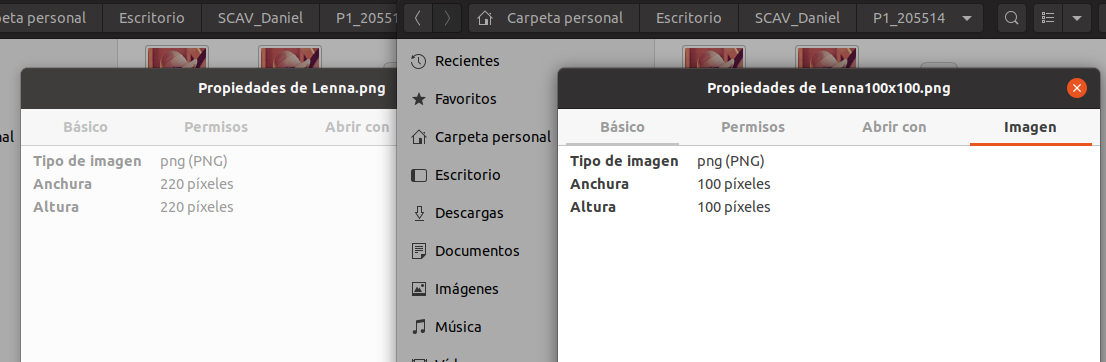 peta personal Escritorio SCAV_Daniel P1_2055
Propiedades de Lenna.png
Básico Permisos Abrir con
Tipo de imagen png (PNG)
Anchura 220 píxeles
Altura 220 píxeles
nal
Carpeta personal Escritorio SCAV_Daniel P1_205514
Recientes
Favoritos
Carpeta personal
Escritorio
Descargas
Documentos
Imágenes
Música
Propiedades de Lenna100x100.png
Básico Permisos Abrir con Imagen
Tipo de imagen png (PNG)
Anchura 100 píxeles
Altura 100 píxeles